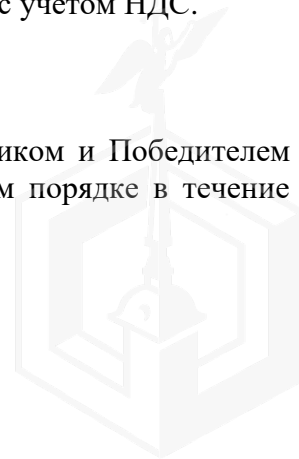 с учетом НДС.
иком и Победителем
м порядке в течение